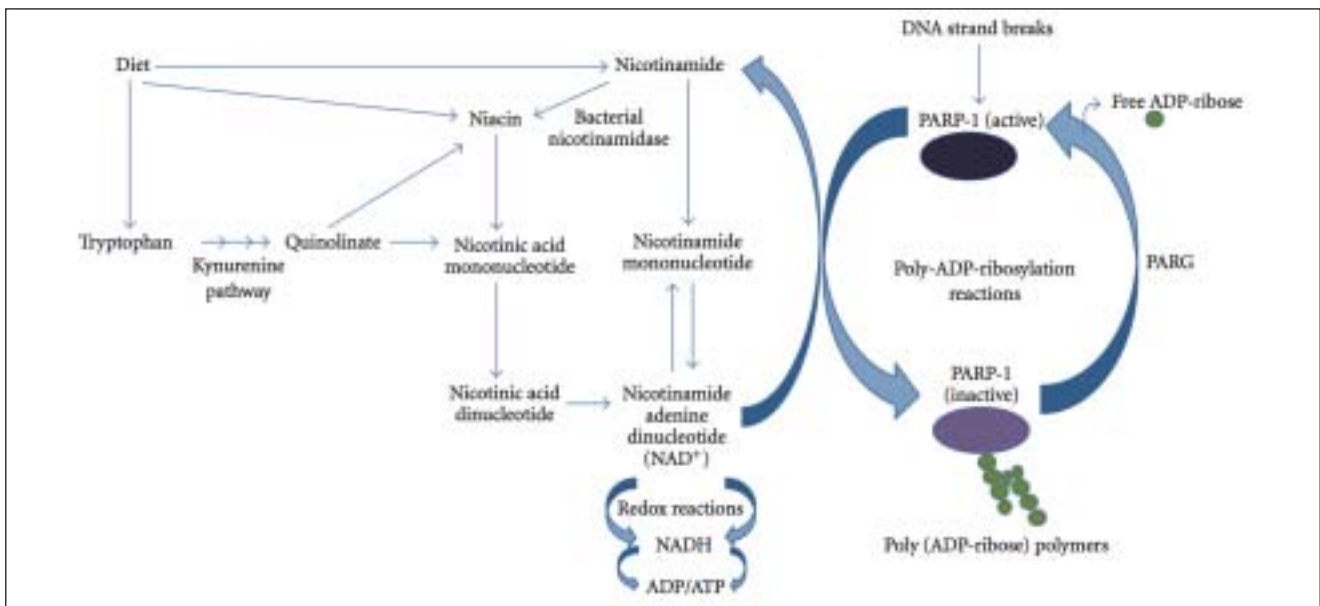 DNA strand breaks
Diet
Nicotinamide
Free ADP-ribose
Niacin
Bacterial
nicotinamidase
PARP-1 (active)
Tryptophan
Kynurenine
pathway
Quinolinate
Nicotinic acid
mononucleotide
Nicotinamide
mononucleotide
Poly-ADP-ribosylation
reactions
PARG
Nicotinic acid
dinucleotide
Nicotinamide
adenine
dinucleotide
(NAD⁺)
PARP-1
(inactive)
Redox reactions
NADH
ADP/ATP
Poly (ADP-ribose) polymers